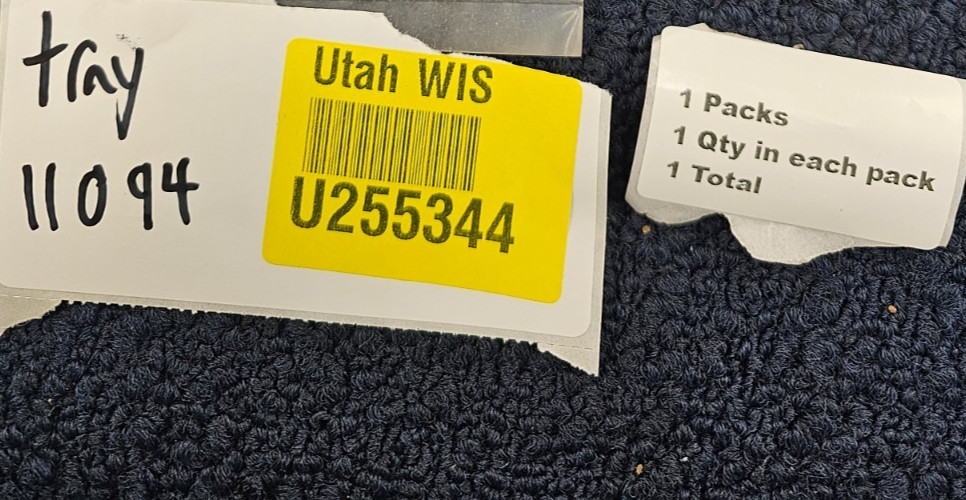 tray
11094
Utah WIS
U255344
1 Packs
1 Qty in each pack
1 Total